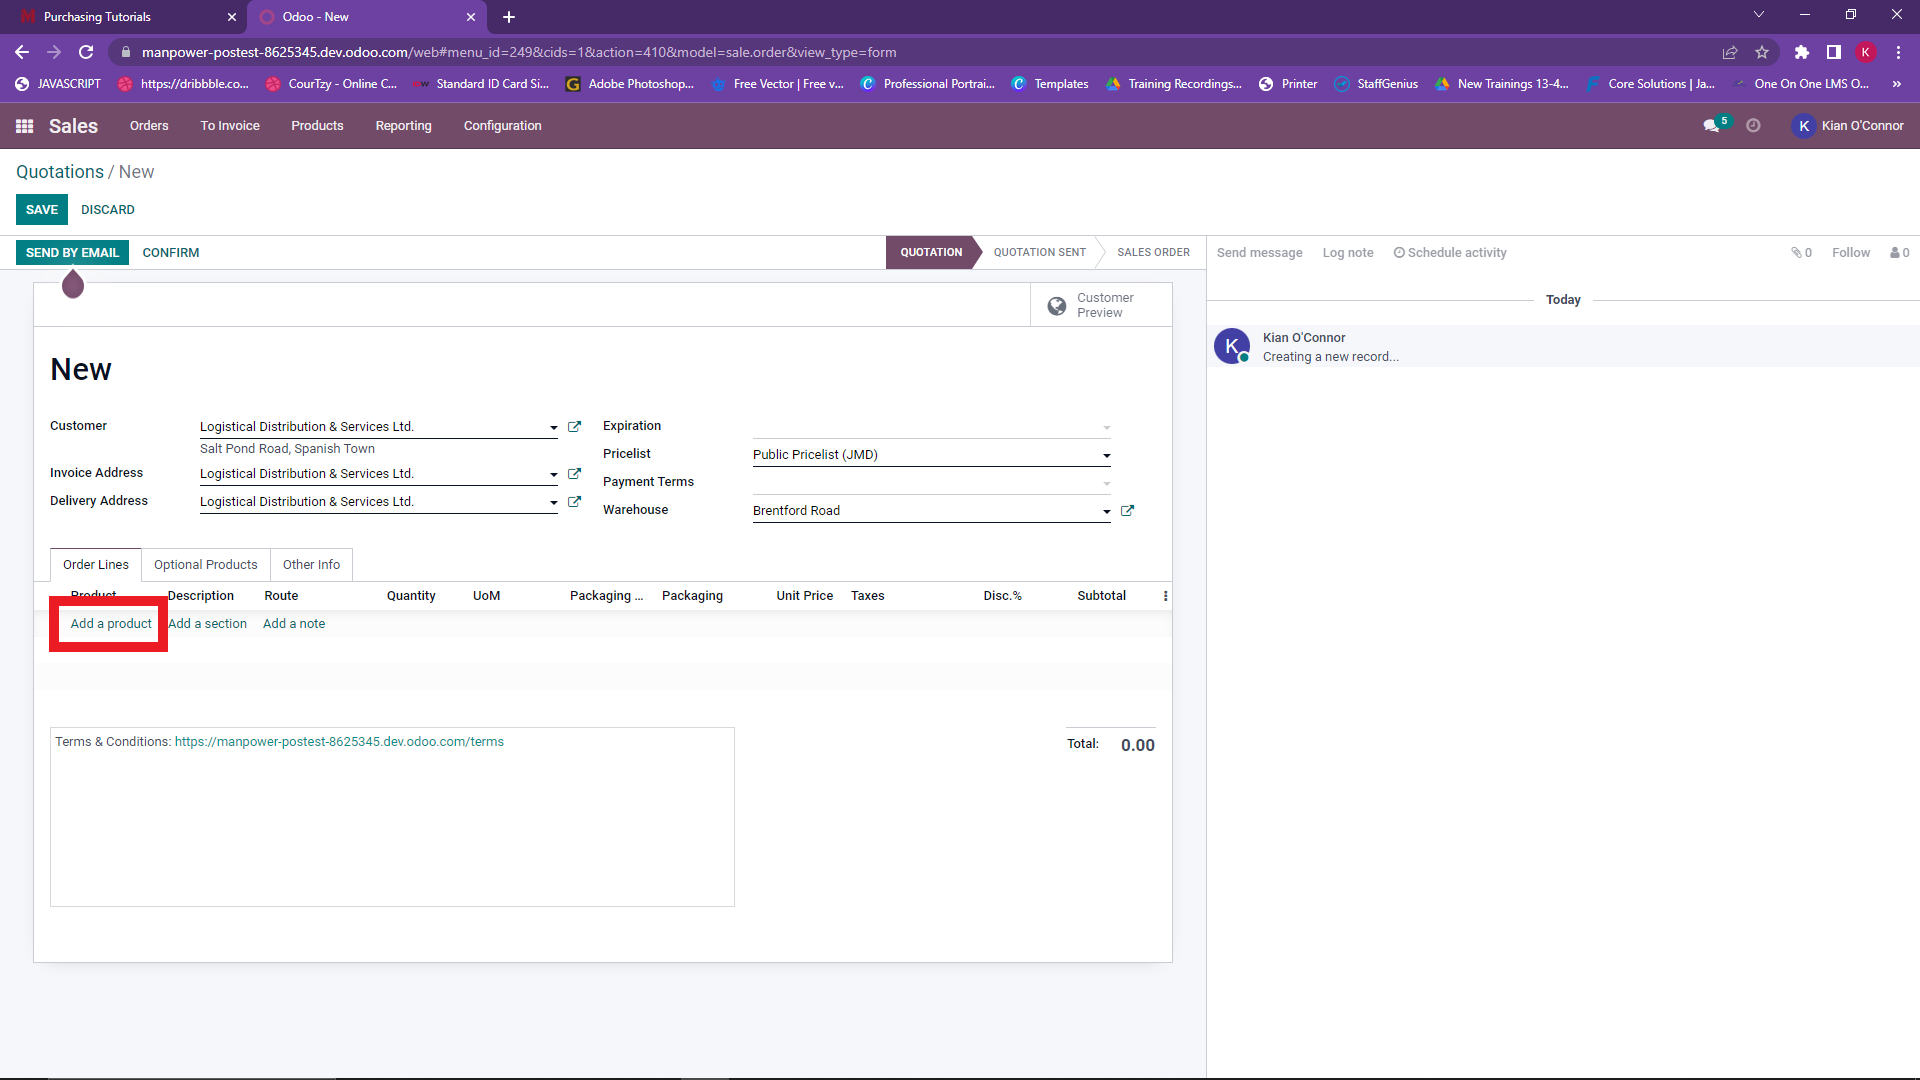 Purchasing Tutorials
Odoo - New
manpower-postest-8625345.dev.odoo.com/web#menu_id=249&cids=1&action=410&model=sale.order&view_type=form
K
JAVASCRIPT
https://dribbble.co...
CourTzy - Online C...
Standard ID Card Si...
Adobe Photoshop...
Free Vector | Free v...
Professional Portrai...
Templates
Training Recordings...
Printer
StaffGenius
New Trainings 13-4...
Core Solutions | Ja...
One On One LMS O...
»
Sales
Orders
To Invoice
Products
Reporting
Configuration
5
K
Kian O'Connor
Quotations / New
SAVE
DISCARD
SEND BY EMAIL
CONFIRM
QUOTATION
QUOTATION SENT
SALES ORDER
Send message
Log note
Schedule activity
0
Follow
0
Customer
Preview
Today
K
Kian O'Connor
Creating a new record...
New
Customer
Logistical Distribution & Services Ltd.
Salt Pond Road, Spanish Town
Invoice Address
Logistical Distribution & Services Ltd.
Delivery Address
Logistical Distribution & Services Ltd.
Expiration
Pricelist
Public Pricelist (JMD)
Payment Terms
Warehouse
Brentford Road
Order Lines
Optional Products
Other Info
Product
Description
Route
Quantity
UoM
Packaging ...
Packaging
Unit Price
Taxes
Disc.%
Subtotal
Add a product
Add a section
Add a note
Terms & Conditions: https://manpower-postest-8625345.dev.odoo.com/terms
Total:
0.00